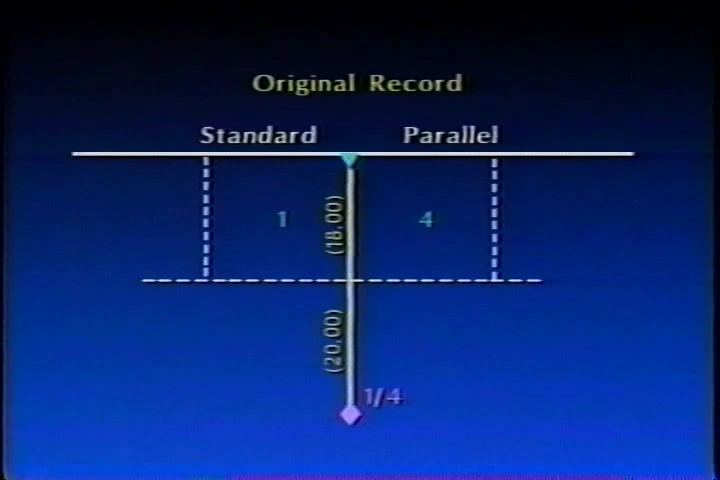 Original Record
Standard Parallel
1 (18.00) 4
(20.00)
1/4